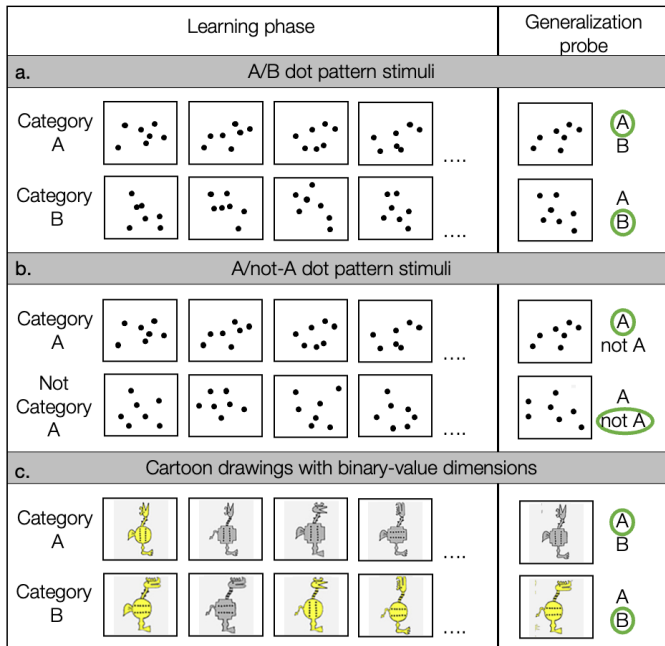 Learning phase
Generalization
probe
a.
A/B dot pattern stimuli
Category
A
....
A
B
Category
B
....
A
B
b.
A/not-A dot pattern stimuli
Category
A
....
A
not A
Not
Category
A
....
A
not A
c.
Cartoon drawings with binary-value dimensions
Category
A
....
A
B
Category
B
....
A
B